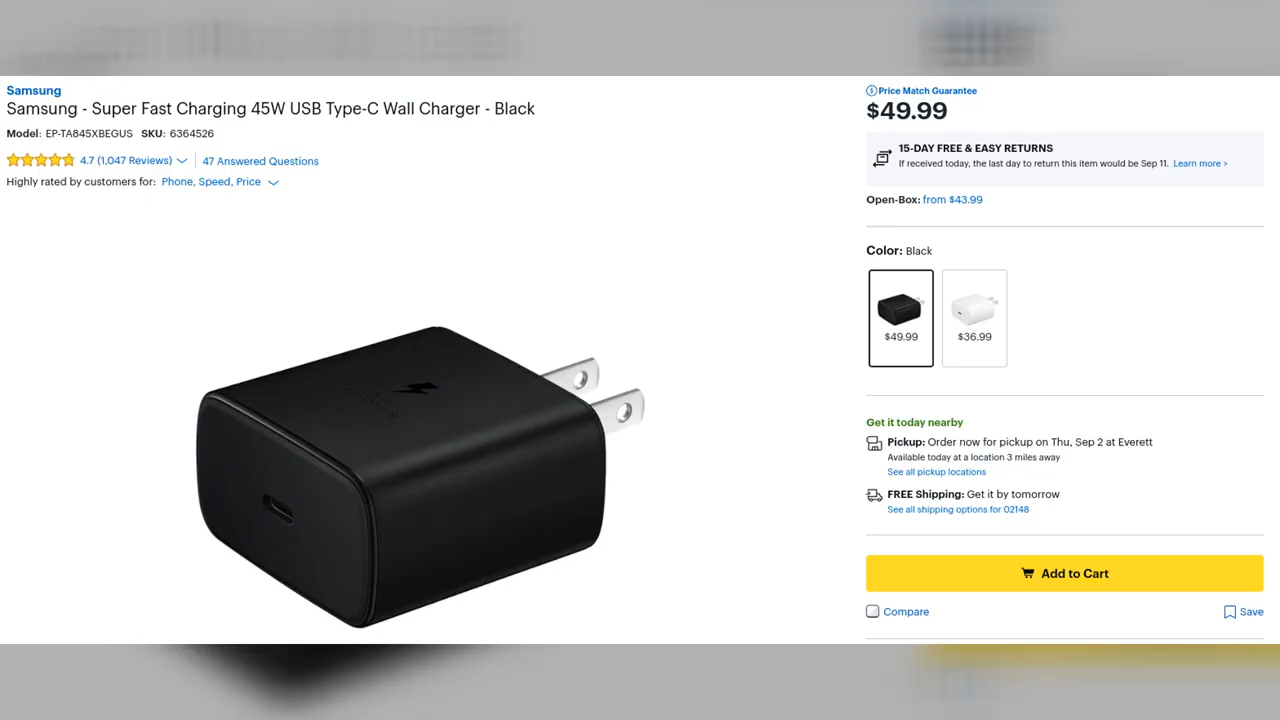 Samsung
Samsung - Super Fast Charging 45W USB Type-C Wall Charger - Black
Model: EP-TA845XBEGUS SKU: 6364526
4.7 (1,047 Reviews) 47 Answered Questions
Highly rated by customers for: Phone, Speed, Price
Price Match Guarantee
$49.99
15-DAY FREE & EASY RETURNS
If received today, the last day to return this item would be Sep 11. Learn more >
Open-Box: from $43.99
Color: Black
$49.99 $36.99
Get it today nearby
Pickup: Order now for pickup on Thu, Sep 2 at Everett
Available today at a location 3 miles away
See all pickup locations
FREE Shipping: Get it by tomorrow
See all shipping options for 02148
Add to Cart
Compare Save